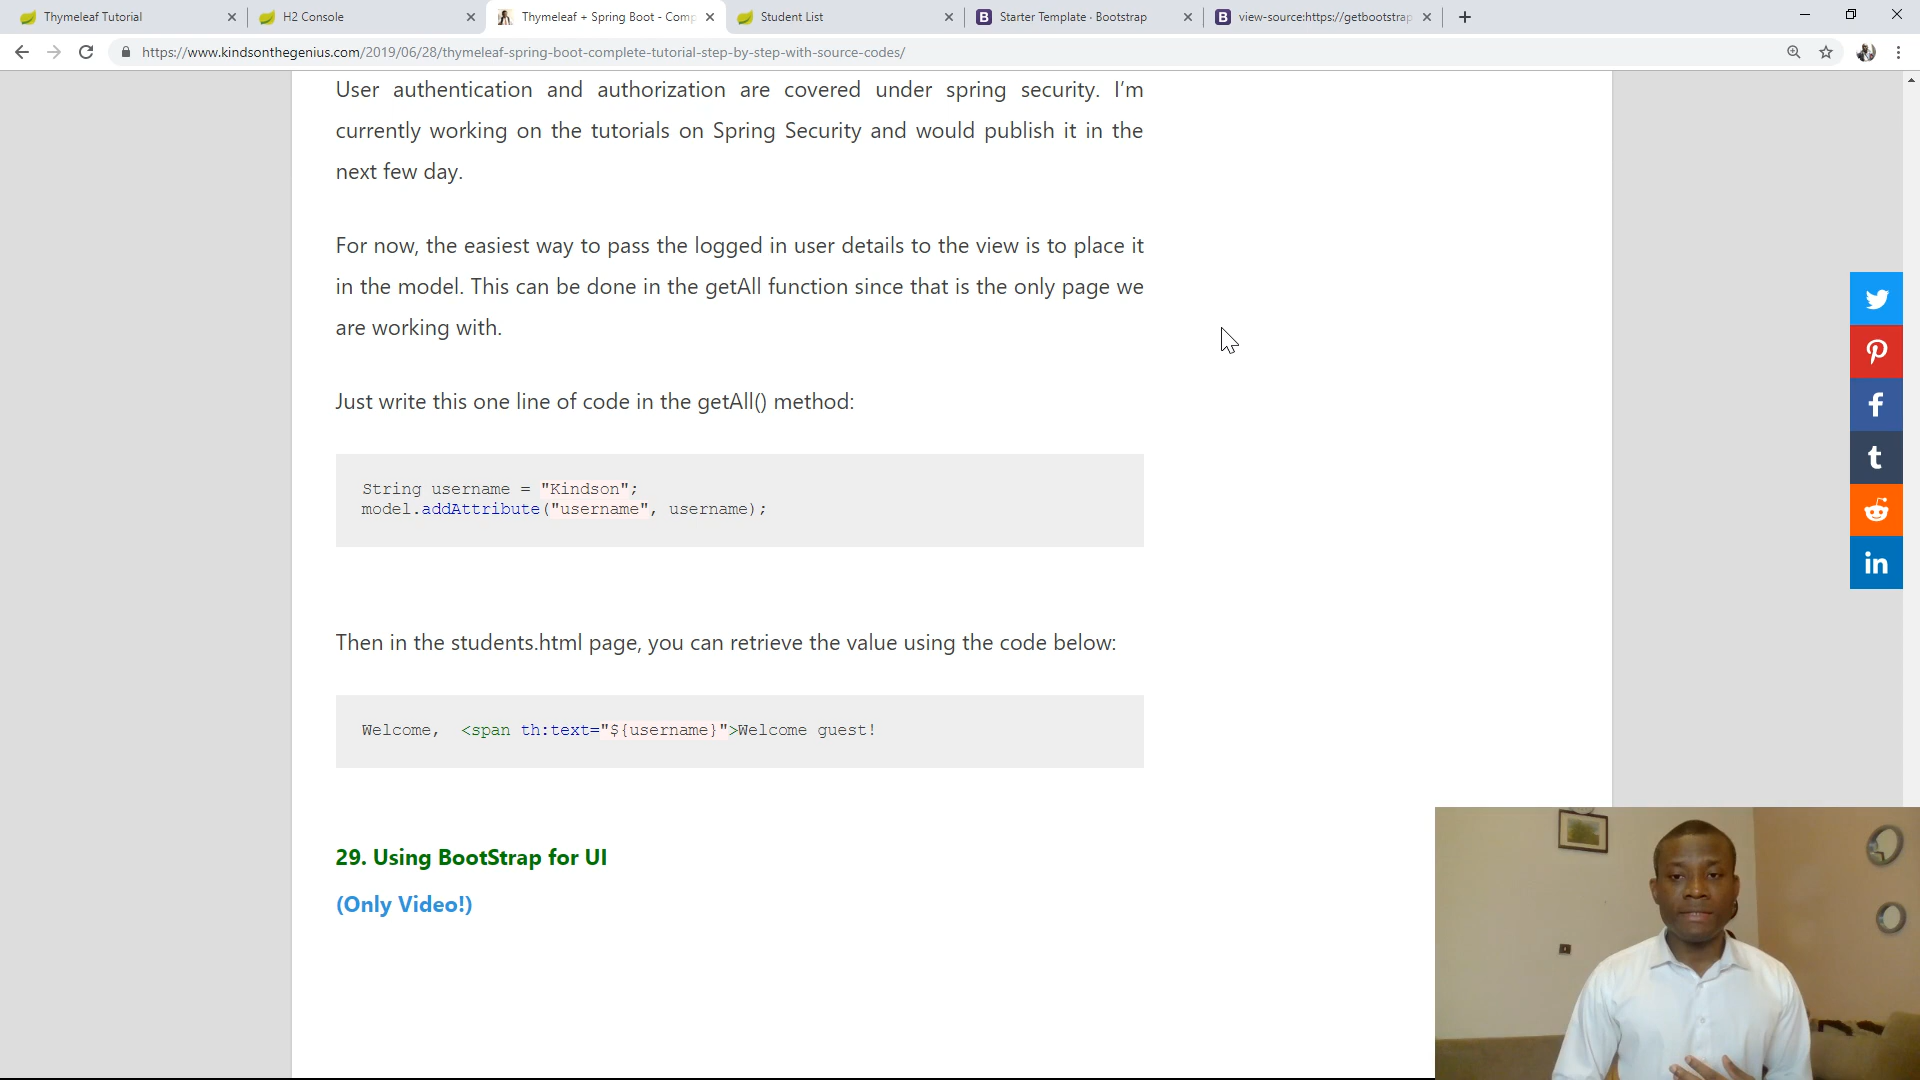 Thymeleaf Tutorial
H2 Console
Thymeleaf + Spring Boot - Comp
Student List
Starter Template · Bootstrap
view-source:https://getbootstrap
https://www.kindsonthegenius.com/2019/06/28/thymeleaf-spring-boot-complete-tutorial-step-by-step-with-source-codes/
User authentication and authorization are covered under spring security. I'm
currently working on the tutorials on Spring Security and would publish it in the
next few day.
For now, the easiest way to pass the logged in user details to the view is to place it
in the model. This can be done in the getAll function since that is the only page we
are working with.
Just write this one line of code in the getAll() method:
String username = "Kindson";
model.addAttribute("username", username);
Then in the students.html page, you can retrieve the value using the code below:
Welcome,  <span th:text="${username}">Welcome guest!
29. Using BootStrap for UI
(Only Video!)